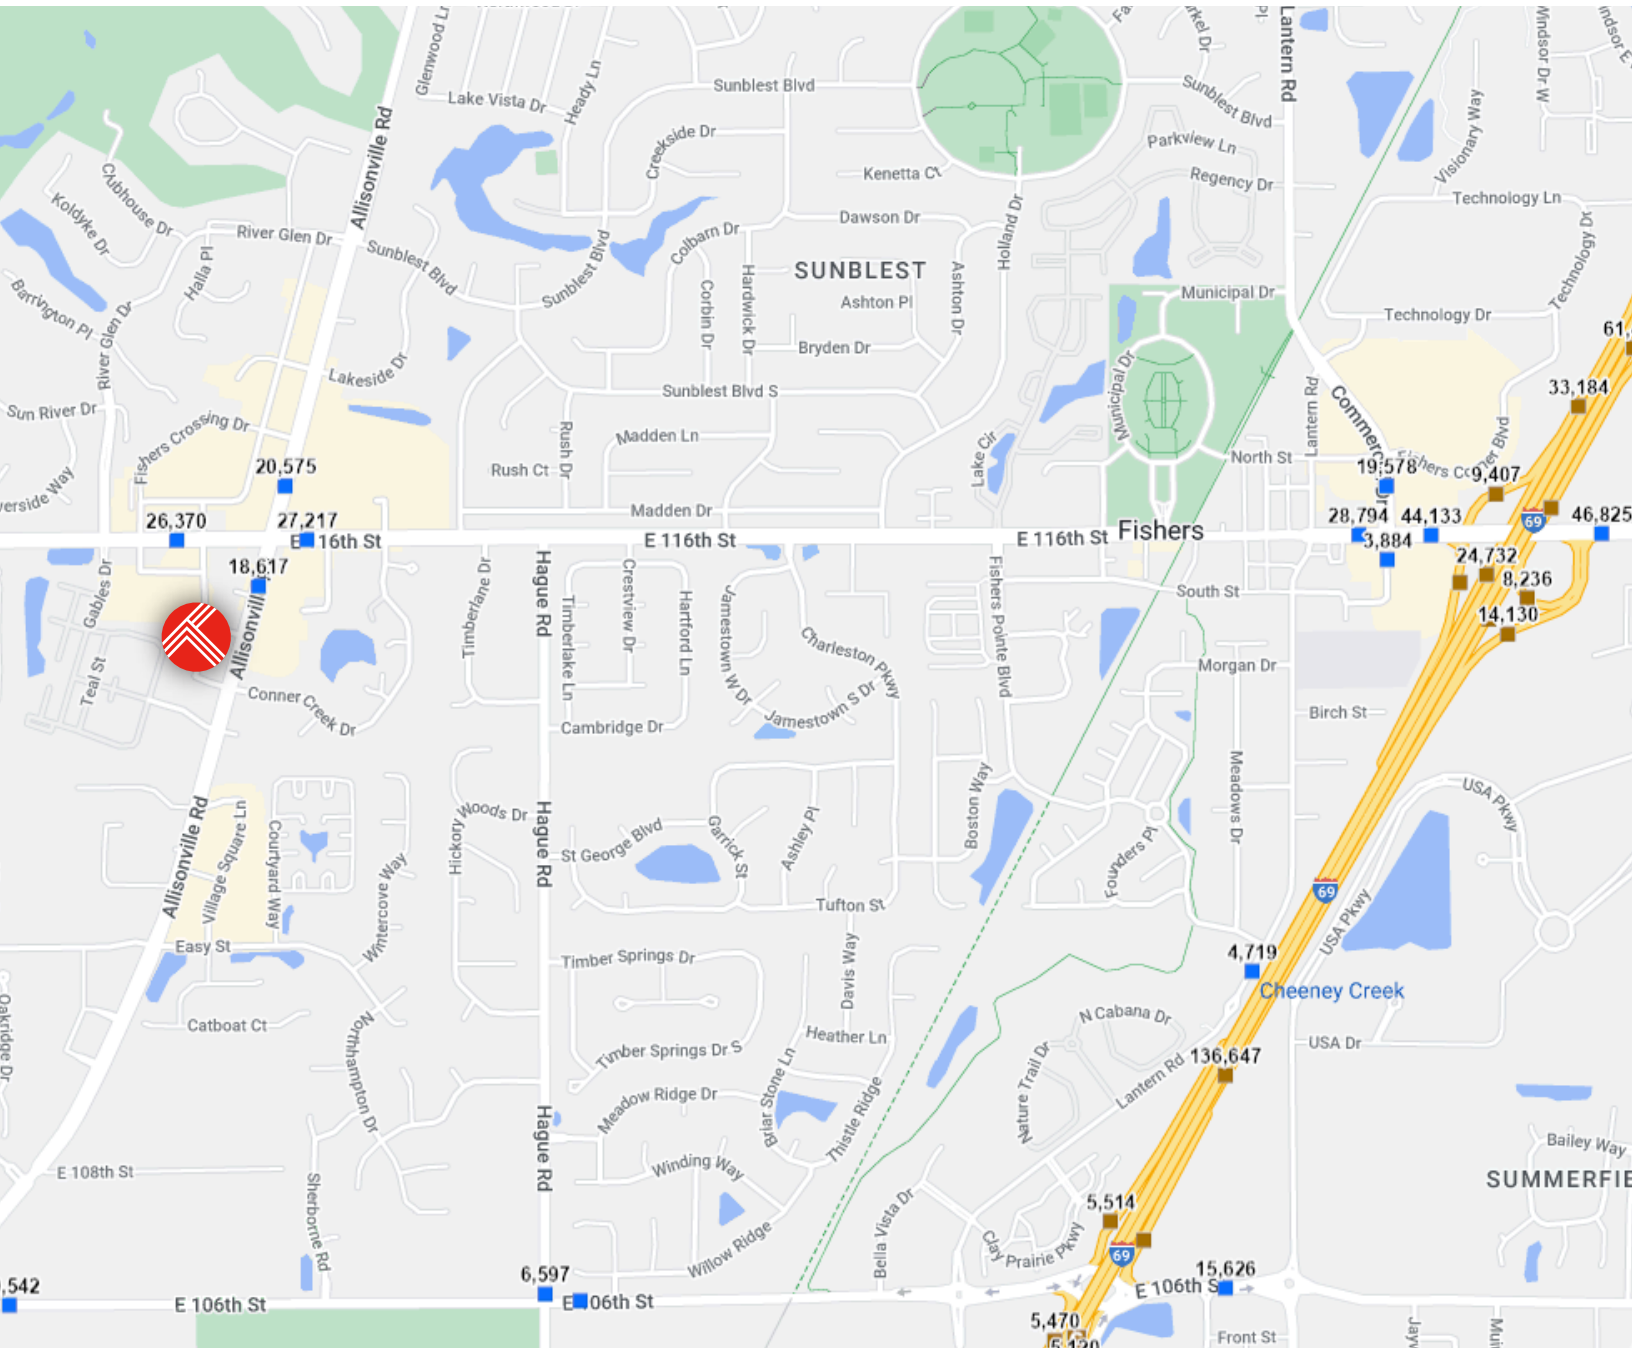 Glenwood Ln
Heady Ln
Lantern Rd
Windsor Dr W
Sunblest Blvd
Lake Vista Dr
Sunblest Blvd
Allisonville Rd
Creekside Dr
Parkview Ln
Visionary Way
Kenetta Ct
Regency Dr
Clubhouse Dr
Koldyke Dr
Technology Ln
River Glen Dr
Sunblest Blvd
Dawson Dr
Colbarn Dr
Holland Dr
Technology Dr
Halla Pl
Sunblest Blvd
SUNBLEST
Barrington Pl
Corbin Dr
Hardwick Dr
Ashton Pl
Ashton Dr
Municipal Dr
Technology Dr
61,
River Glen Dr
Bryden Dr
Lakeside Dr
Municipal Dr
33,184
Sunblest Blvd S
Lantern Rd
Sun River Dr
Fishers Crossing Dr
Rush Dr
Madden Ln
Lake Cir
North St
19,578
9,407
20,575
Rush Ct
26,370
27,217
Madden Dr
28,794
44,133
46,825
69
E 116th St
E 116th St
Fishers
3,884
24,732
18,617
8,236
14,130
Gables Dr
Timberlane Dr
Hague Rd
Timberlake Ln
Crestview Dr
Hartford Ln
Jamestown W Dr
Charleston Pkwy
Fishers Pointe Blvd
South St
Allisonville
Teal St
Conner Creek Dr
Jamestown S Dr
Cambridge Dr
Morgan Dr
Birch St
Meadows Dr
USA Pkwy
Allisonville Rd
Village Square Ln
Courtyard Way
Hickory Woods Dr
Hague Rd
St George Blvd
Garrick St
Ashley Pl
Boston Way
Founders Pl
69
USA Pkwy
Wintercove Way
Tufton St
Easy St
Timber Springs Dr
Davis Way
4,719
Cheeney Creek
Oakridge Dr
Catboat Ct
Northhampton Dr
N Cabana Dr
Heather Ln
Timber Springs Dr S
Nature Trail Dr
Lantern Rd
136,647
USA Dr
Meadow Ridge Dr
Briar Stone Ln
Thistle Ridge
Hague Rd
E 108th St
Winding Way
Bailey Way
SUMMERFIE
Sherborne Rd
Willow Ridge
Bella Vista Dr
Clay Prairie Pkwy
5,514
69
,542
6,597
15,626
E 106th St
E 106th St
5,470
Front St